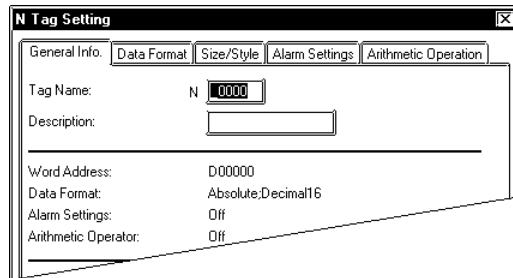 N Tag Setting
General Info. Data Format Size/Style Alarm Settings Arithmetic Operation
Tag Name: N _0000
Description:
Word Address: D00000
Data Format: Absolute;Decimal16
Alarm Settings: Off
Arithmetic Operator: Off